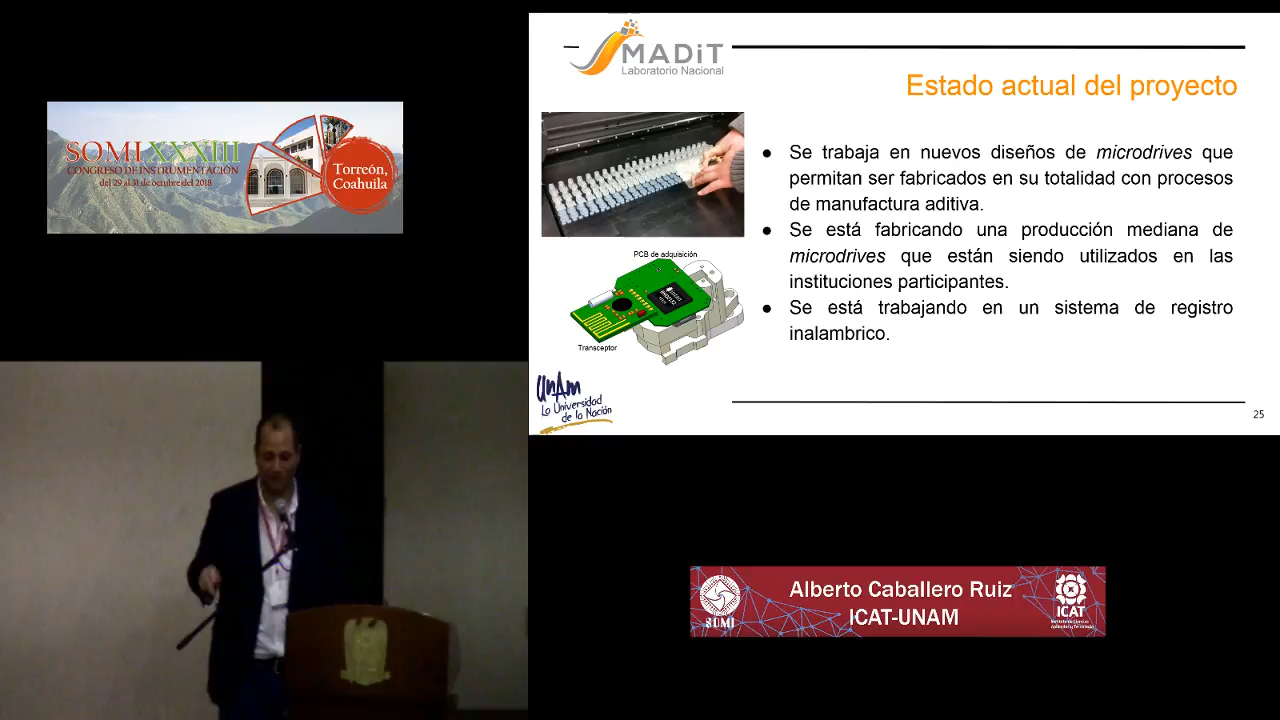 SOMI XXXIII
CONGRESO DE INSTRUMENTACIÓN
del 29 al 31 de octubre del 2018
Torreón,
Coahuila
MADiT
Laboratorio Nacional
Estado actual del proyecto
● Se trabaja en nuevos diseños de microdrives que
permitan ser fabricados en su totalidad con procesos
de manufactura aditiva.
● Se está fabricando una producción mediana de
microdrives que están siendo utilizados en las
instituciones participantes.
● Se está trabajando en un sistema de registro
inalambrico.
PCB de adquisición
Transceptor
UnAm
La Universidad
de la Nación
25
Alberto Caballero Ruiz
ICAT-UNAM
SOMI
ICAT